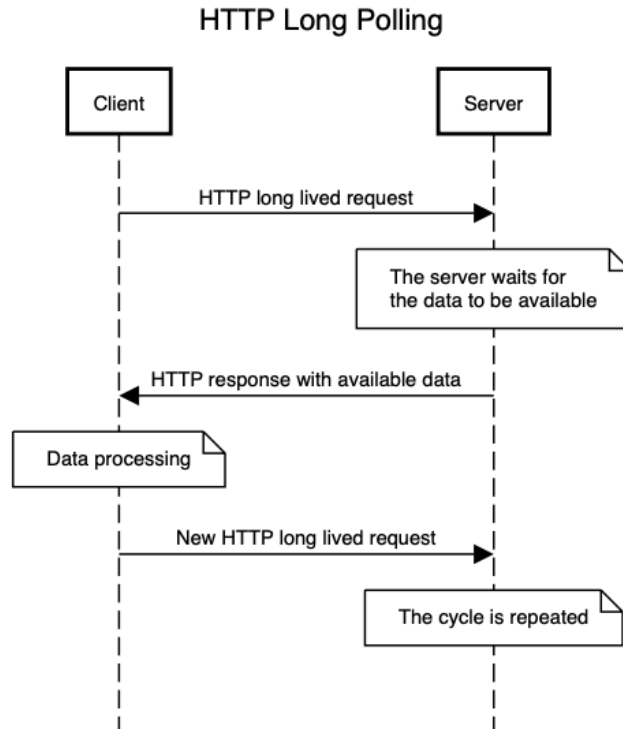 HTTP Long Polling
Client
Server
HTTP long lived request
The server waits for
the data to be available
HTTP response with available data
Data processing
New HTTP long lived request
The cycle is repeated